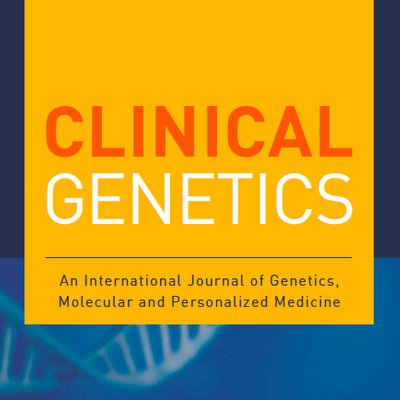 CLINICAL
GENETICS
An International Journal of Genetics,
Molecular and Personalized Medicine